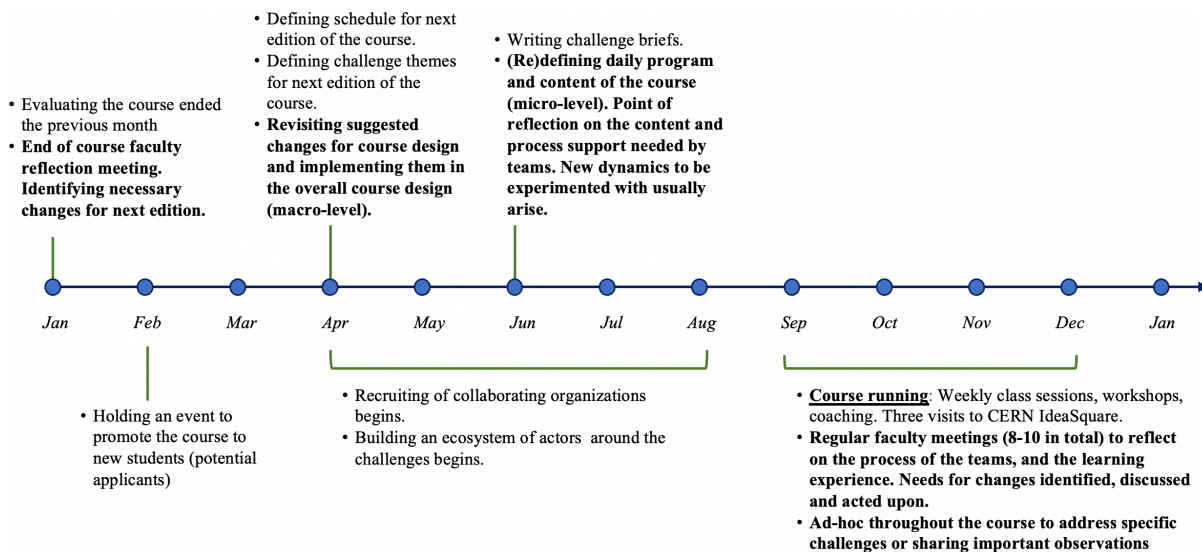 • Evaluating the course ended
the previous month
• End of course faculty
reflection meeting.
Identifying necessary
changes for next edition.
• Defining schedule for next
edition of the course.
• Defining challenge themes
for next edition of the
course.
• Revisiting suggested
changes for course design
and implementing them in
the overall course design
(macro-level).
• Writing challenge briefs.
• (Re)defining daily program
and content of the course
(micro-level). Point of
reflection on the content and
process support needed by
teams. New dynamics to be
experimented with usually
arise.
Jan Feb Mar Apr May Jun Jul Aug Sep Oct Nov Dec Jan
• Holding an event to
promote the course to
new students (potential
applicants)
• Recruiting of collaborating organizations
begins.
• Building an ecosystem of actors around the
challenges begins.
• Course running: Weekly class sessions, workshops,
coaching. Three visits to CERN IdeaSquare.
• Regular faculty meetings (8-10 in total) to reflect
on the process of the teams, and the learning
experience. Needs for changes identified, discussed
and acted upon.
• Ad-hoc throughout the course to address specific
challenges or sharing important observations